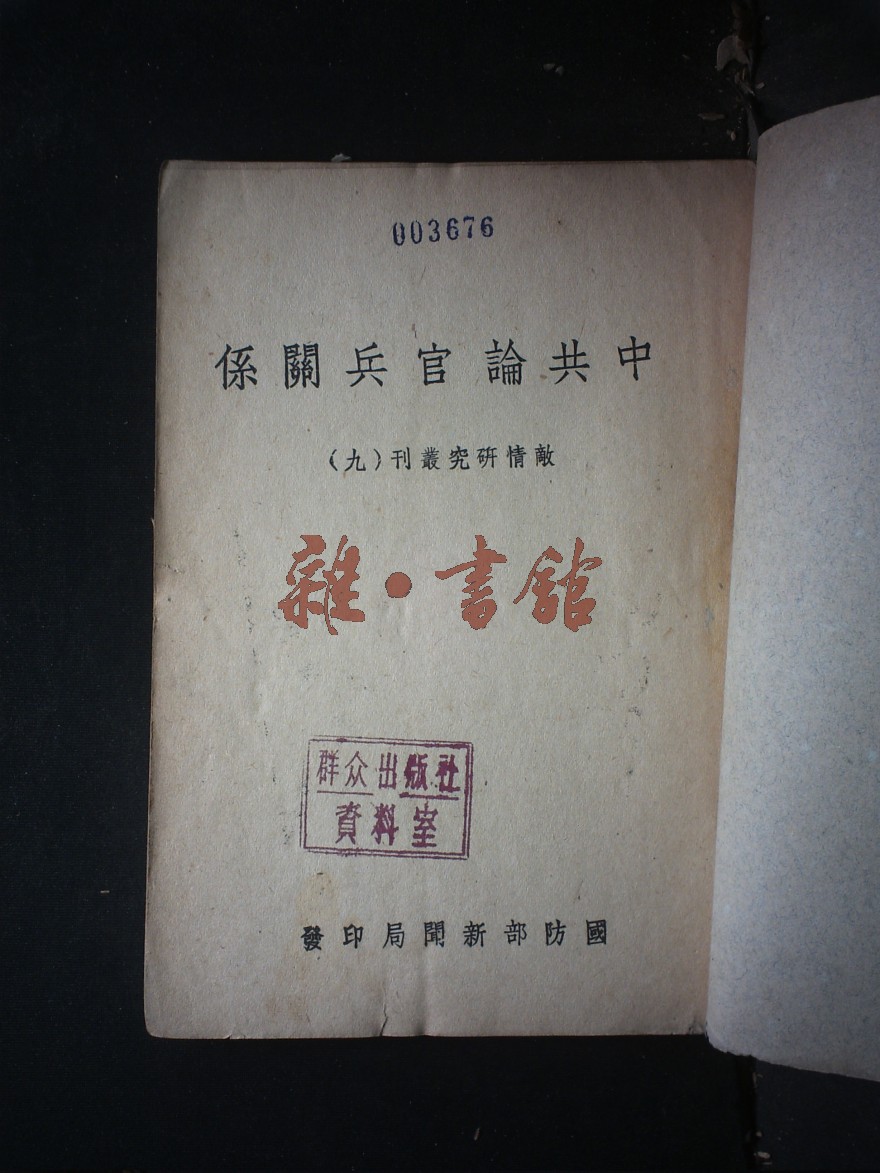 003676
中共論官兵關係
敵情研究叢刊(九)
雜·書館
群众出版社
資料室
國防部新聞局印發